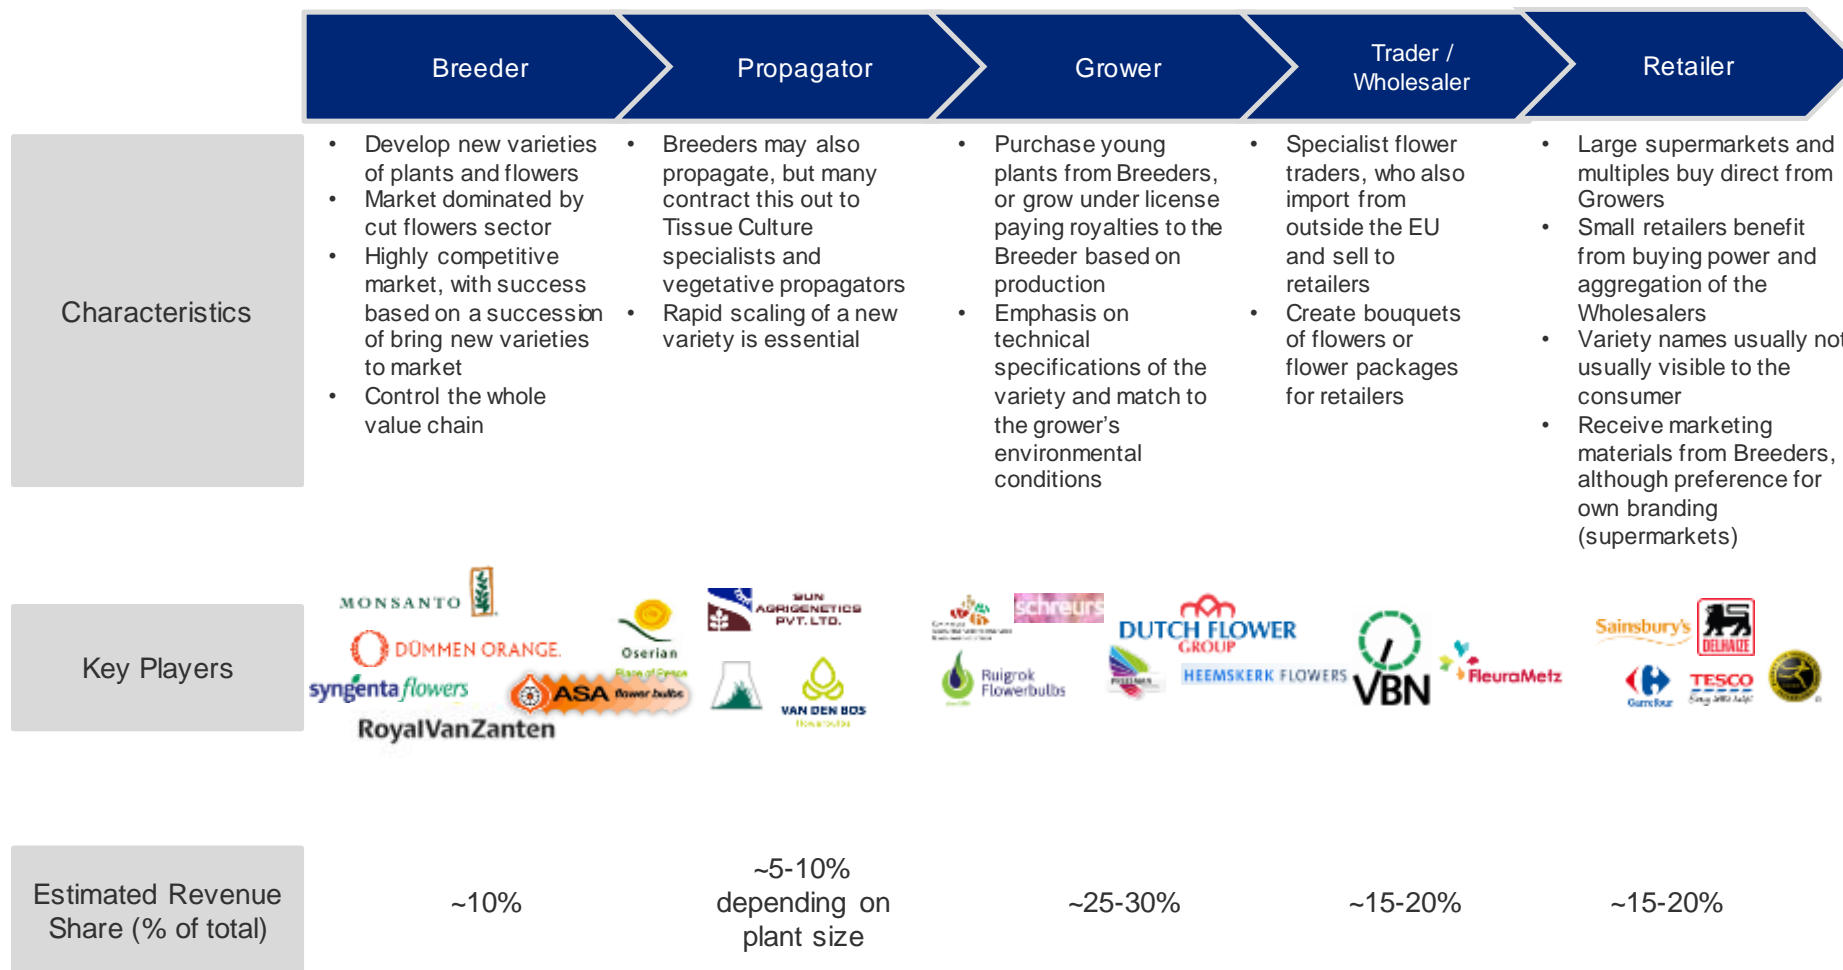 Breeder
Propagator
Grower
Trader /
Wholesaler
Retailer
Characteristics
• Develop new varieties
of plants and flowers
• Market dominated by
cut flowers sector
• Highly competitive
market, with success
based on a succession
of bring new varieties
to market
• Control the whole
value chain
• Breeders may also
propagate, but many
contract this out to
Tissue Culture
specialists and
vegetative propagators
• Rapid scaling of a new
variety is essential
• Purchase young
plants from Breeders,
or grow under license
paying royalties to the
Breeder based on
production
• Emphasis on
technical
specifications of the
variety and match to
the grower’s
environmental
conditions
• Specialist flower
traders, who also
import from
outside the EU
and sell to
retailers
• Create bouquets
of flowers or
flower packages
for retailers
• Large supermarkets and
multiples buy direct from
Growers
• Small retailers benefit
from buying power and
aggregation of the
Wholesalers
• Variety names usually not
usually visible to the
consumer
• Receive marketing
materials from Breeders,
although preference for
own branding
(supermarkets)
Key Players
MONSANTO
DÜMMEN ORANGE.
syngenta flowers
RoyalVanZanten
Oserian
Place of Peace
ASA flower bulbs
SUN
AGRIGENETICS
PVT. LTD.
VAN DEN BOS
flowerbulbs
schreurs
Ruigrok
Flowerbulbs
DUTCH FLOWER
GROUP
HEEMSKERK FLOWERS
VBN
FleuraMetz
Sainsbury's
DELHAIZE
Carrefour
TESCO
Every little helps
Estimated Revenue
Share (% of total)
~10%
~5-10%
depending on
plant size
~25-30%
~15-20%
~15-20%